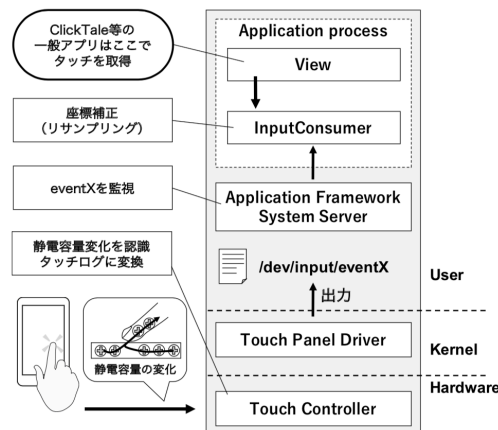 ClickTale等の
一般アプリはここで
タッチを取得
Application process
View
座標補正
(リサンプリング)
InputConsumer
eventXを監視
Application Framework
System Server
静電容量変化を認識
タッチログに変換
/dev/input/eventX
User
出力
Touch Panel Driver
Kernel
静電容量の変化
Hardware
Touch Controller